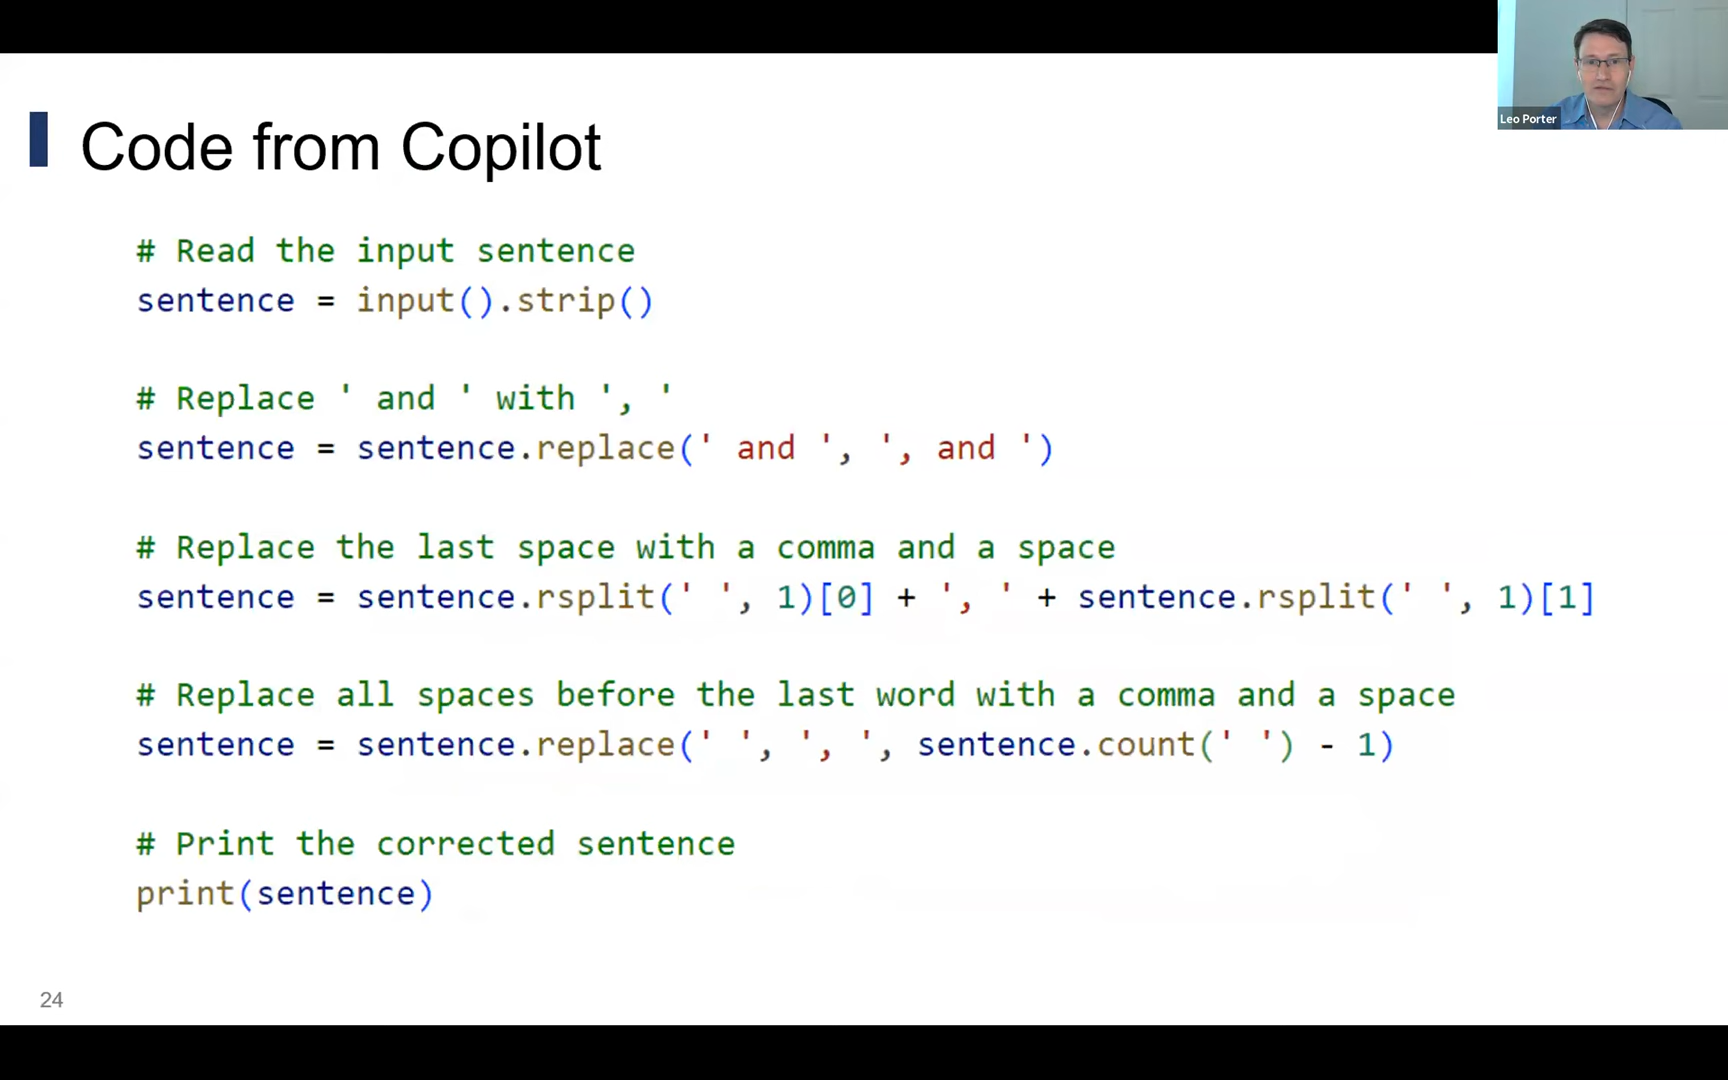 Leo Porter
Code from Copilot
# Read the input sentence
sentence = input().strip()
# Replace ' and ' with ', '
sentence = sentence.replace(' and ', ', and ')
# Replace the last space with a comma and a space
sentence = sentence.rsplit(' ', 1)[0] + ', ' + sentence.rsplit(' ', 1)[1]
# Replace all spaces before the last word with a comma and a space
sentence = sentence.replace(' ', ', ', sentence.count(' ') - 1)
# Print the corrected sentence
print(sentence)
24